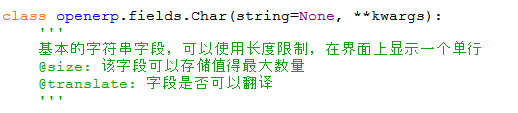 class openerp.fields.Char(string=None, **kwargs):
'''
基本的字符串字段，可以使用长度限制，在界面上显示一个单行
@size: 该字段可以存储值得最大数量
@translate: 字段是否可以翻译
'''